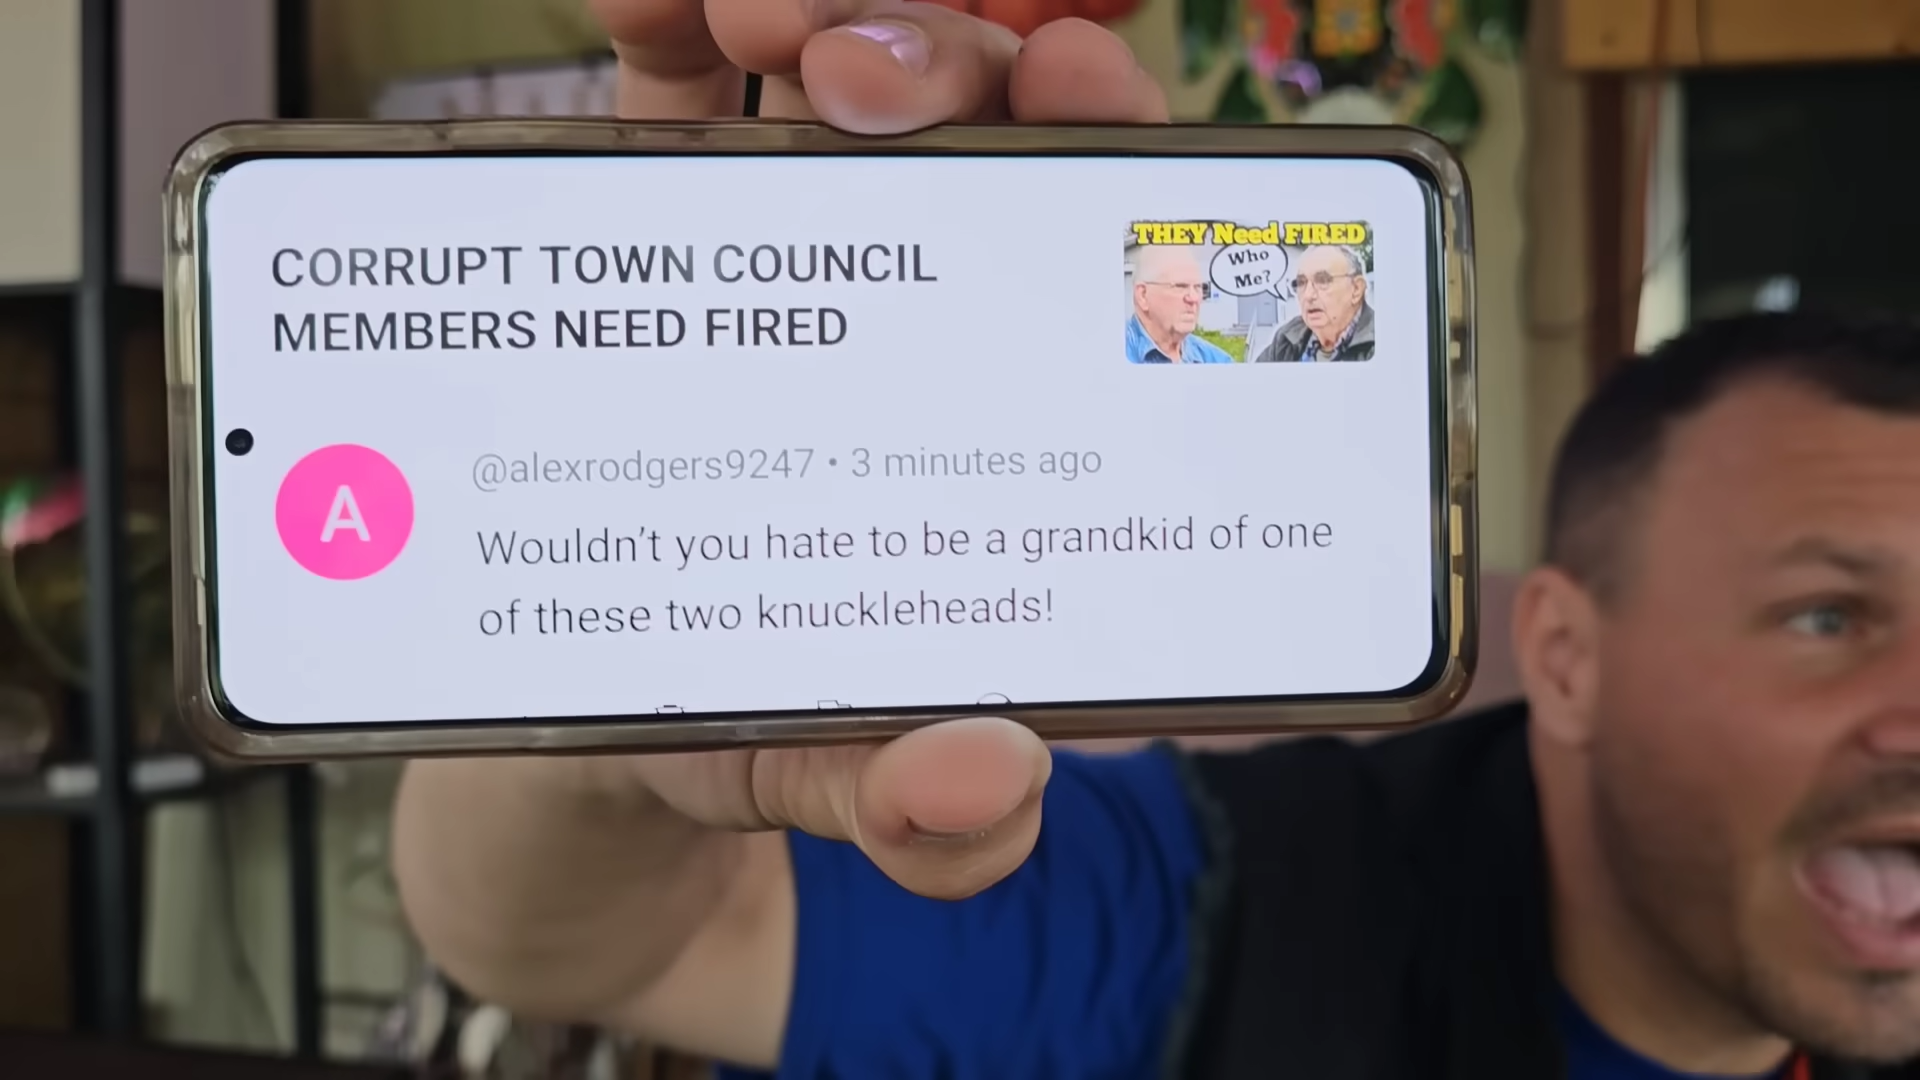 CORRUPT TOWN COUNCIL
MEMBERS NEED FIRED
THEY Need FIRED
Who
Me?
A
@alexrodgers9247 • 3 minutes ago
Wouldn't you hate to be a grandkid of one
of these two knuckleheads!